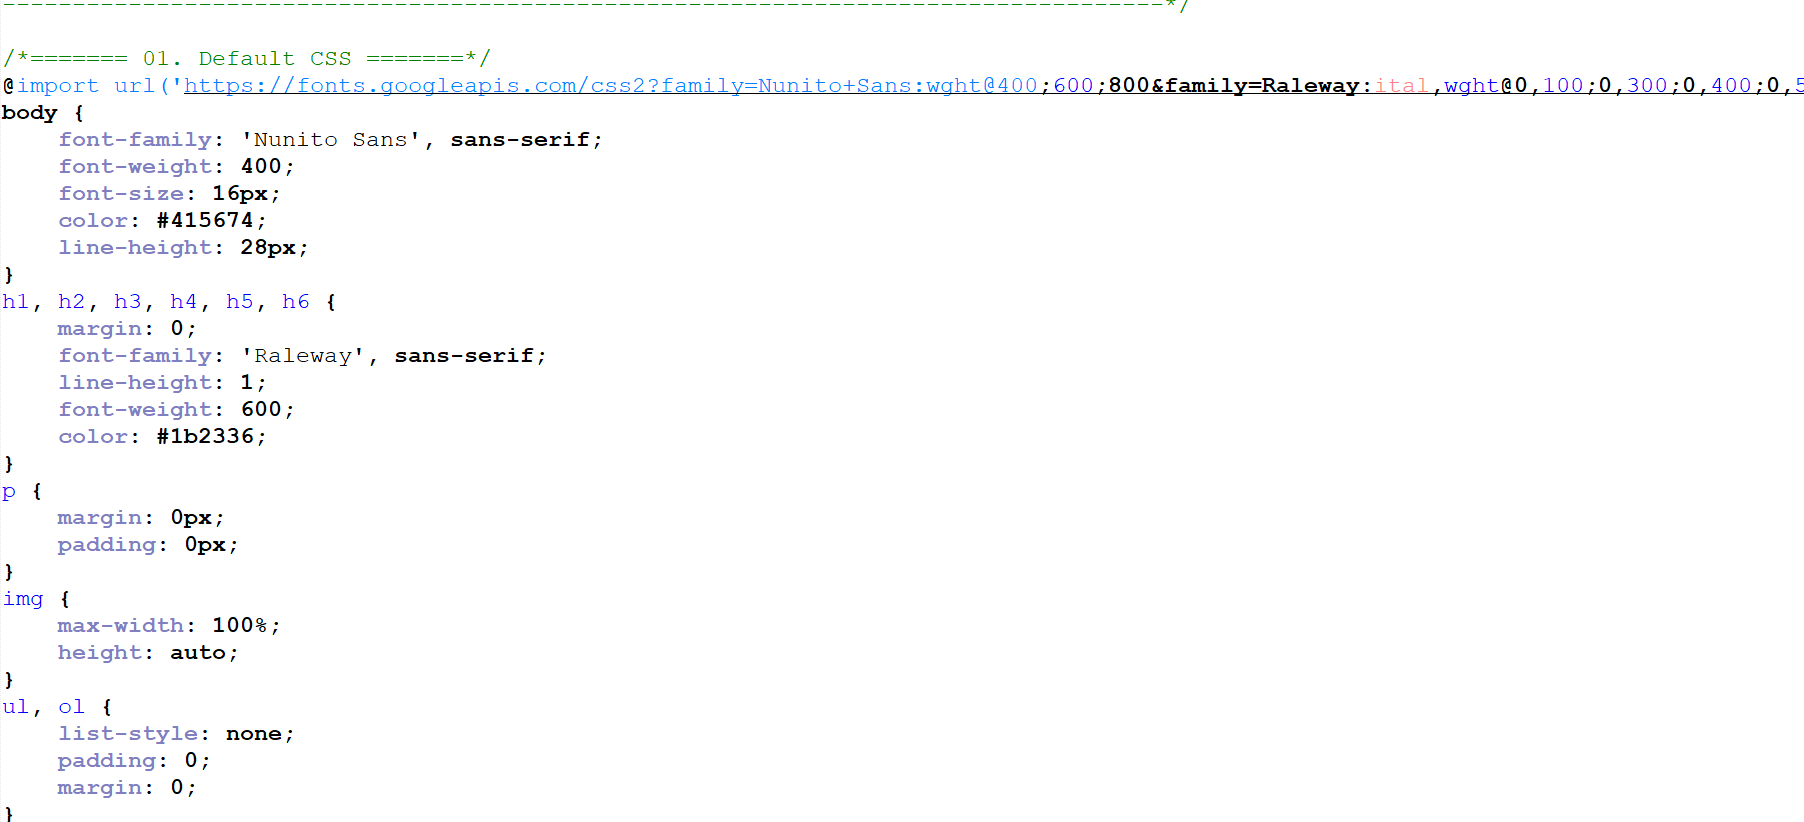 ------------------------------------------------------------------------------------*/
/*======= 01. Default CSS =======*/
@import url('https://fonts.googleapis.com/css2?family=Nunito+Sans:wght@400;600;800&family=Raleway:ital,wght@0,100;0,300;0,400;0,5
body {
    font-family: 'Nunito Sans', sans-serif;
    font-weight: 400;
    font-size: 16px;
    color: #415674;
    line-height: 28px;
}
h1, h2, h3, h4, h5, h6 {
    margin: 0;
    font-family: 'Raleway', sans-serif;
    line-height: 1;
    font-weight: 600;
    color: #1b2336;
}
p {
    margin: 0px;
    padding: 0px;
}
img {
    max-width: 100%;
    height: auto;
}
ul, ol {
    list-style: none;
    padding: 0;
    margin: 0;
}